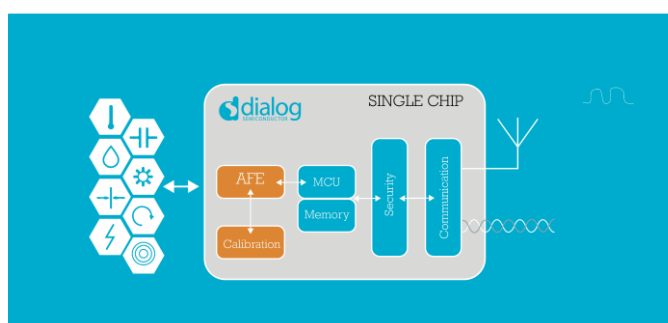 dialog
SEMICONDUCTOR
SINGLE CHIP
AFE
MCU
Memory
Calibration
Security
Communication